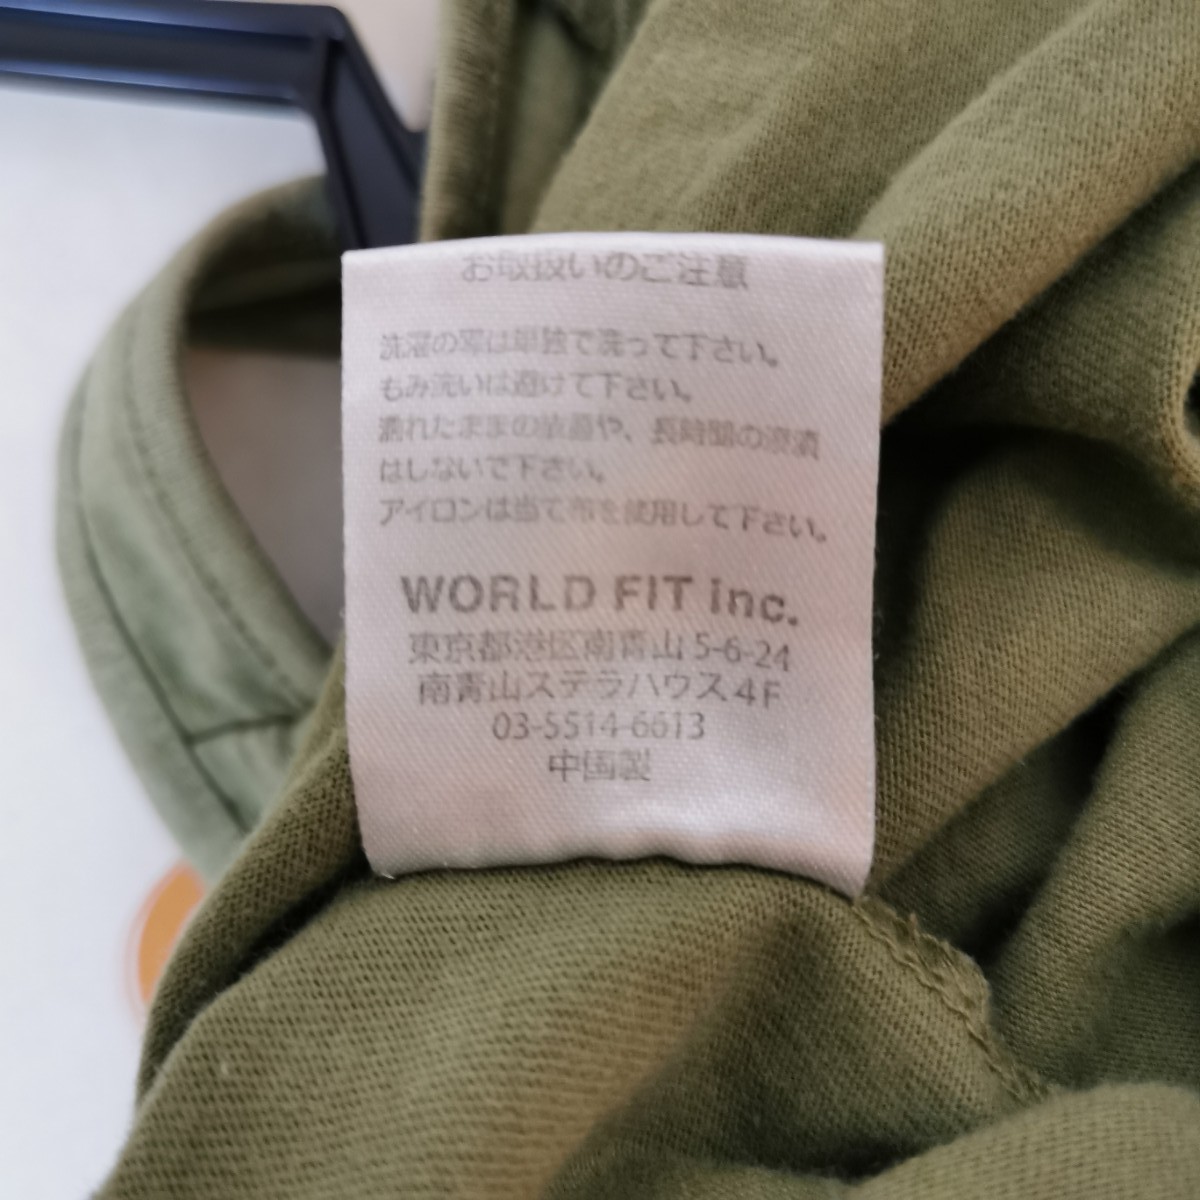 お取扱いのご注意
洗濯の際は単独で洗って下さい。
もみ洗いは避けて下さい。
濡れたままの放置や、長時間の浸漬
はしないで下さい。
アイロンは当て布を使用して下さい。
WORLD FIT inc.
東京都港区南青山 5-6-24
南青山ステラハウス 4F
03-5514-6613
中国製